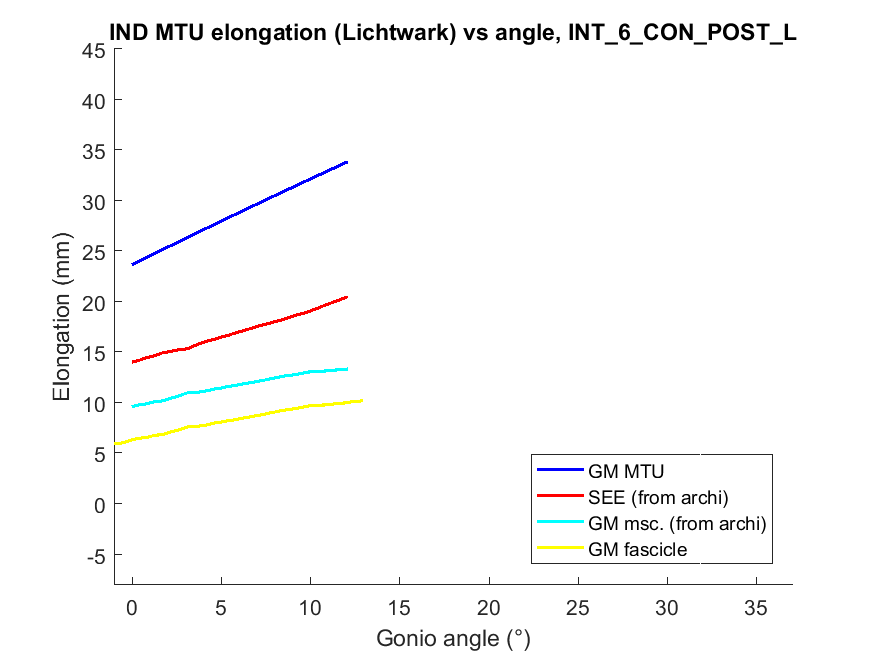 IND MTU elongation (Lichtwark) vs angle, INT_6_CON_POST_L
45
40
35
30
25
20
15
10
5
0
-5
Elongation (mm)
0 5 10 15 20 25 30 35
Gonio angle (°)
GM MTU
SEE (from archi)
GM msc. (from archi)
GM fascicle